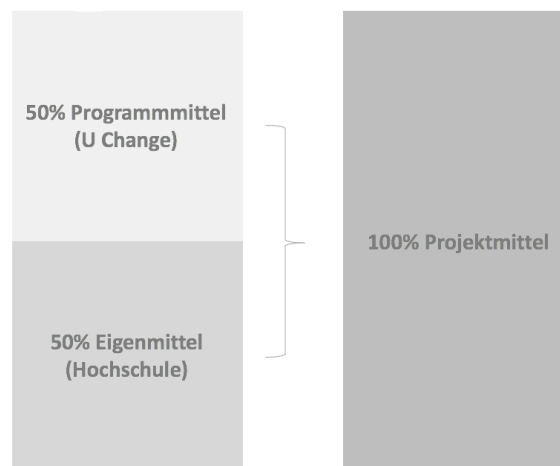 50% Programmmittel
(U Change)
50% Eigenmittel
(Hochschule)
100% Projektmittel